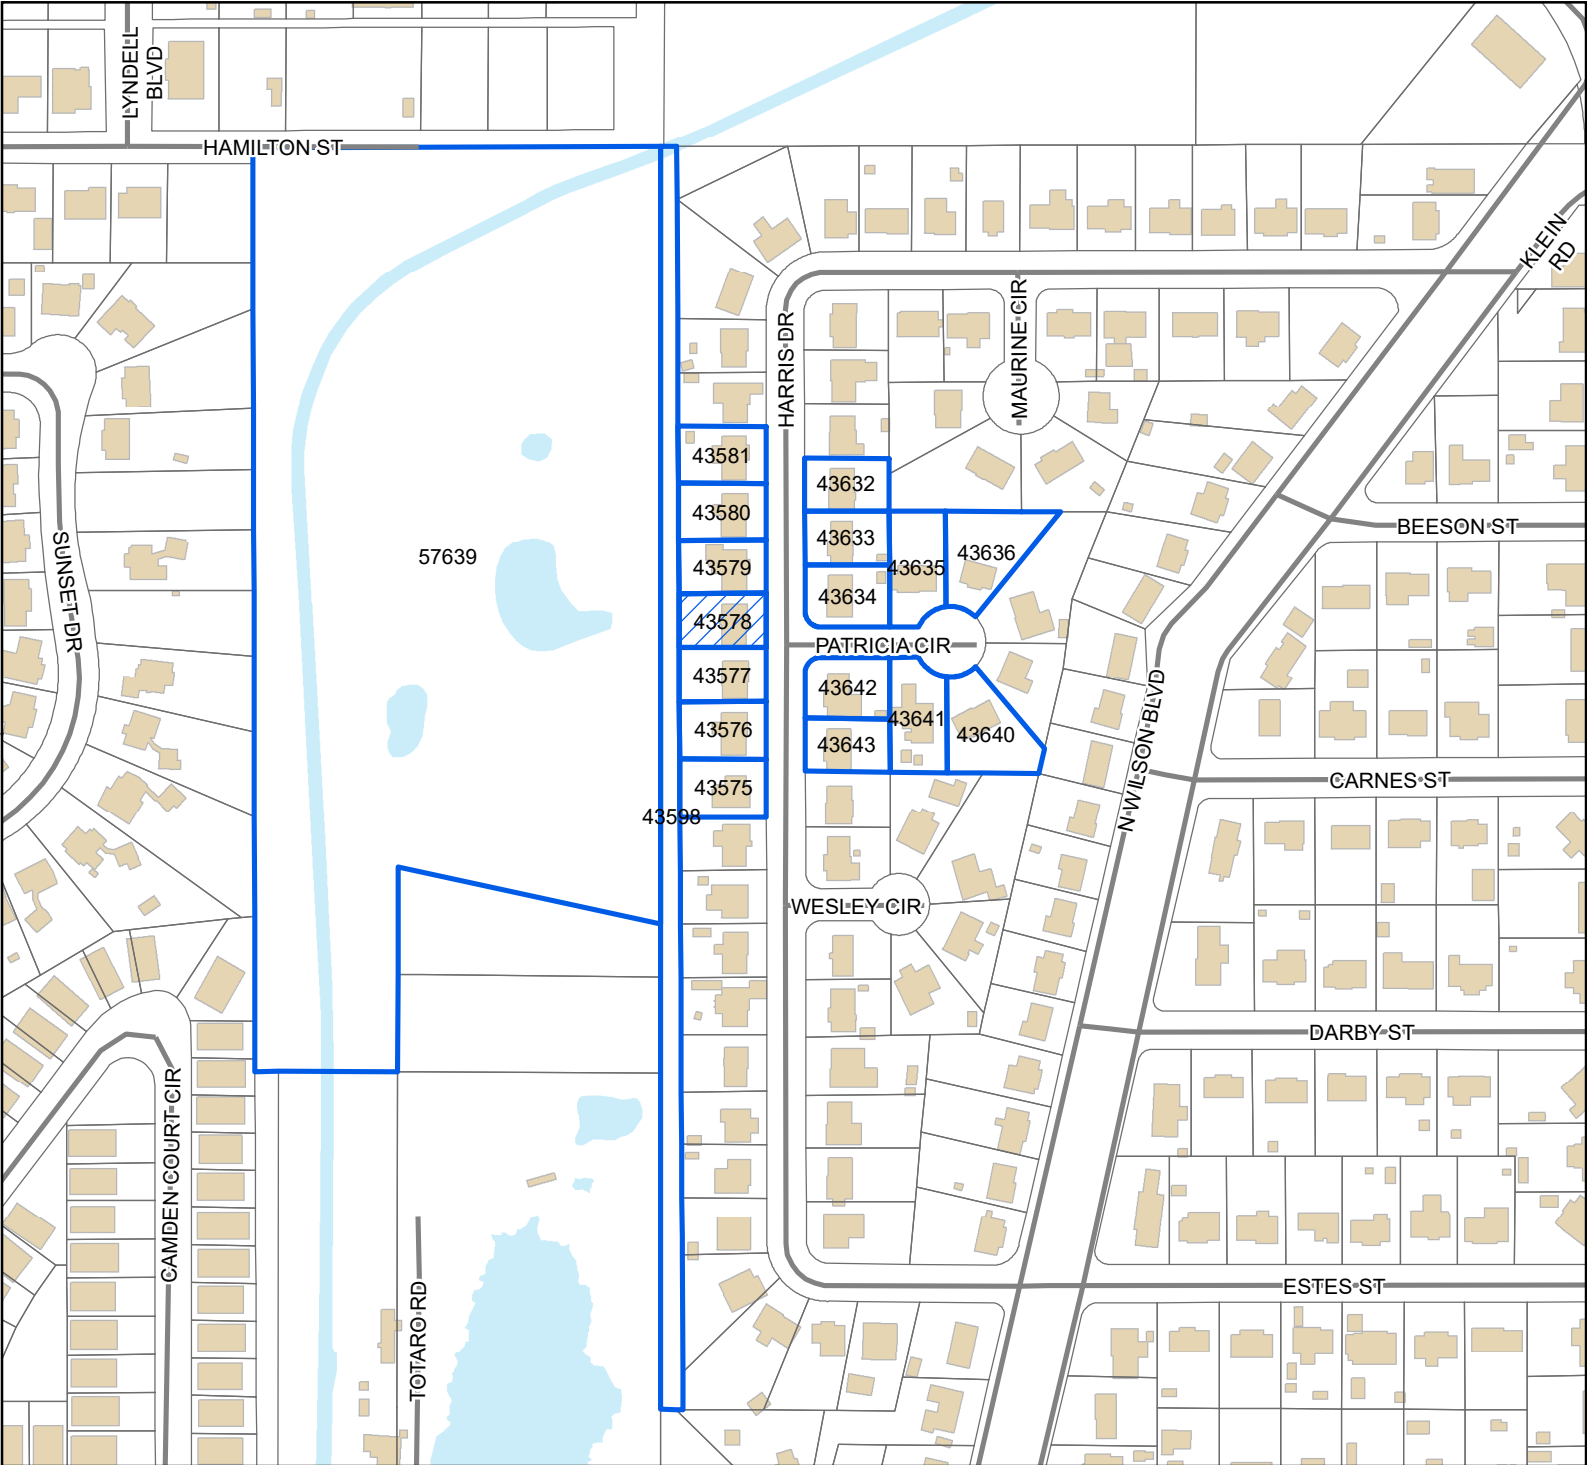 LYNDELL
BLVD
HAMILTON ST
KLEIN
RD
MAURINE CIR
HARRIS DR
43581
43632
43580
BEESON ST
43633
43636
57639
43579
43635
43634
SUNSET DR
43578
PATRICIA CIR
43577
43642
43641
43576
43640
43643
N WILSON BLVD
CARNES ST
43575
43598
WESLEY CIR
DARBY ST
CAMDEN COURT CIR
ESTES ST
TOTARO RD